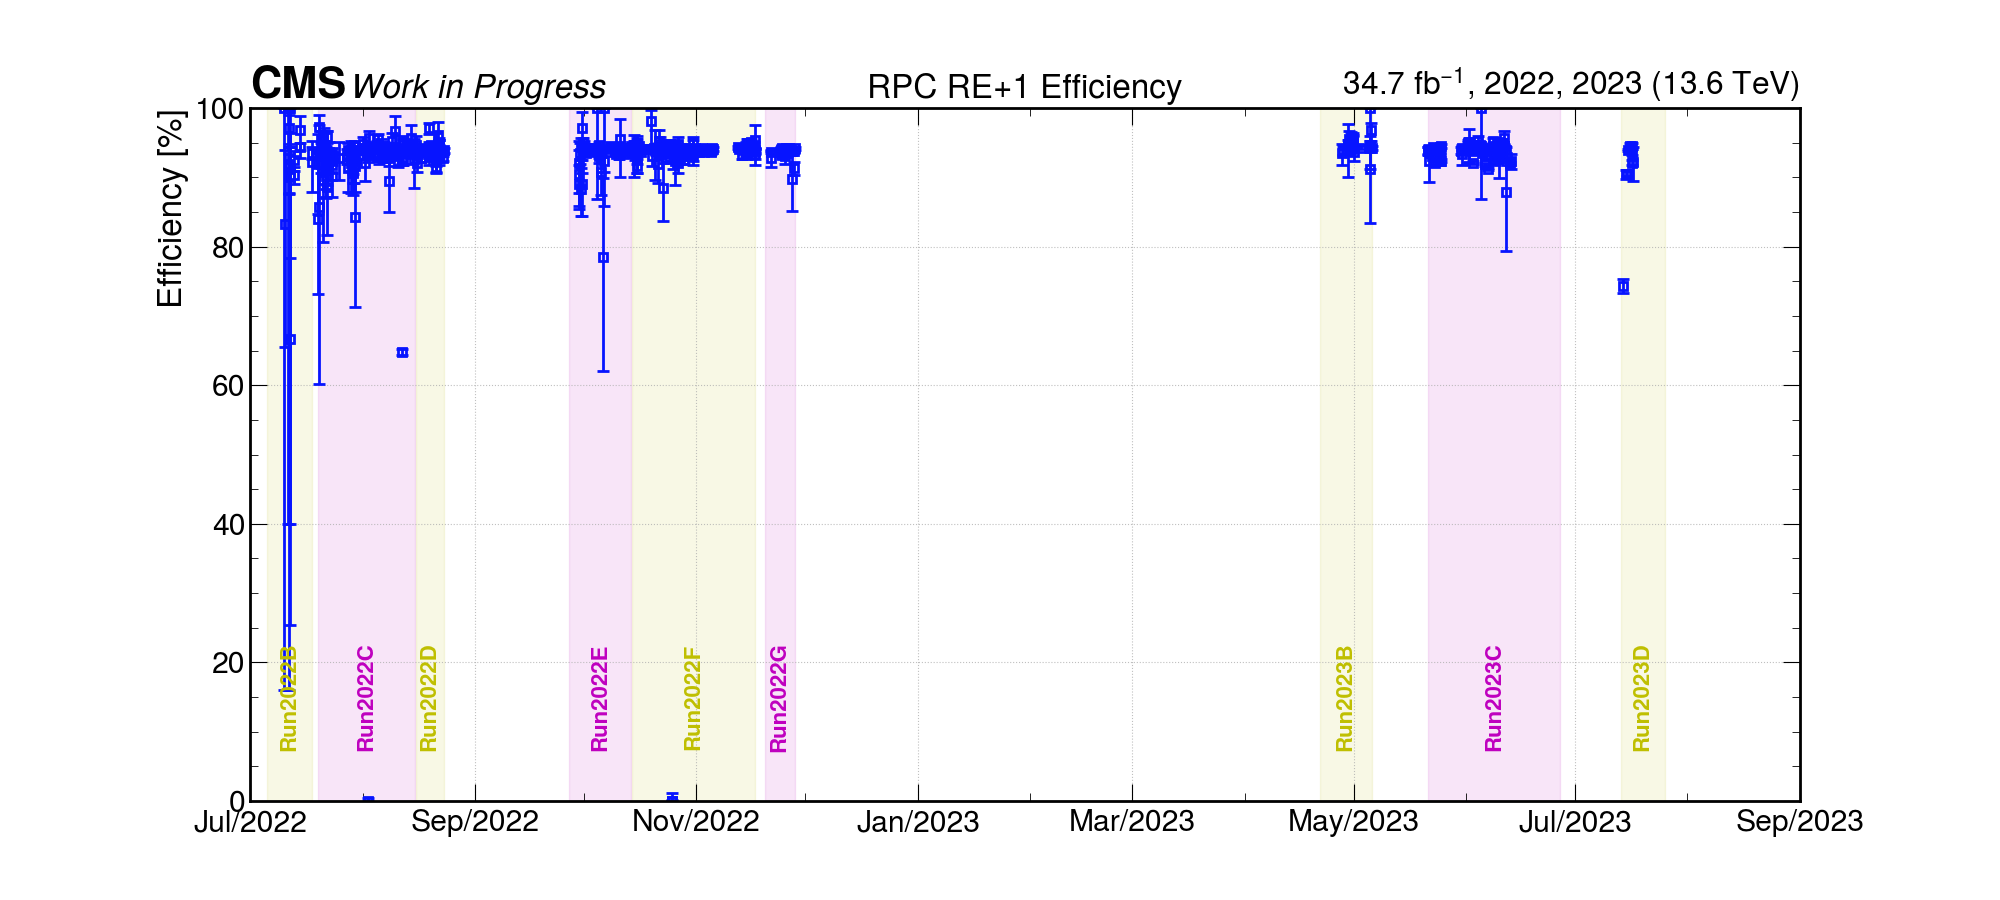 CMS Work in Progress RPC RE+1 Efficiency 34.7 fb⁻¹, 2022, 2023 (13.6 TeV)
Efficiency [%]
100
80
60
40
20
0
Run2022B Run2022C Run2022D Run2022E Run2022F Run2022G Run2023B Run2023C Run2023D
Jul/2022 Sep/2022 Nov/2022 Jan/2023 Mar/2023 May/2023 Jul/2023 Sep/2023